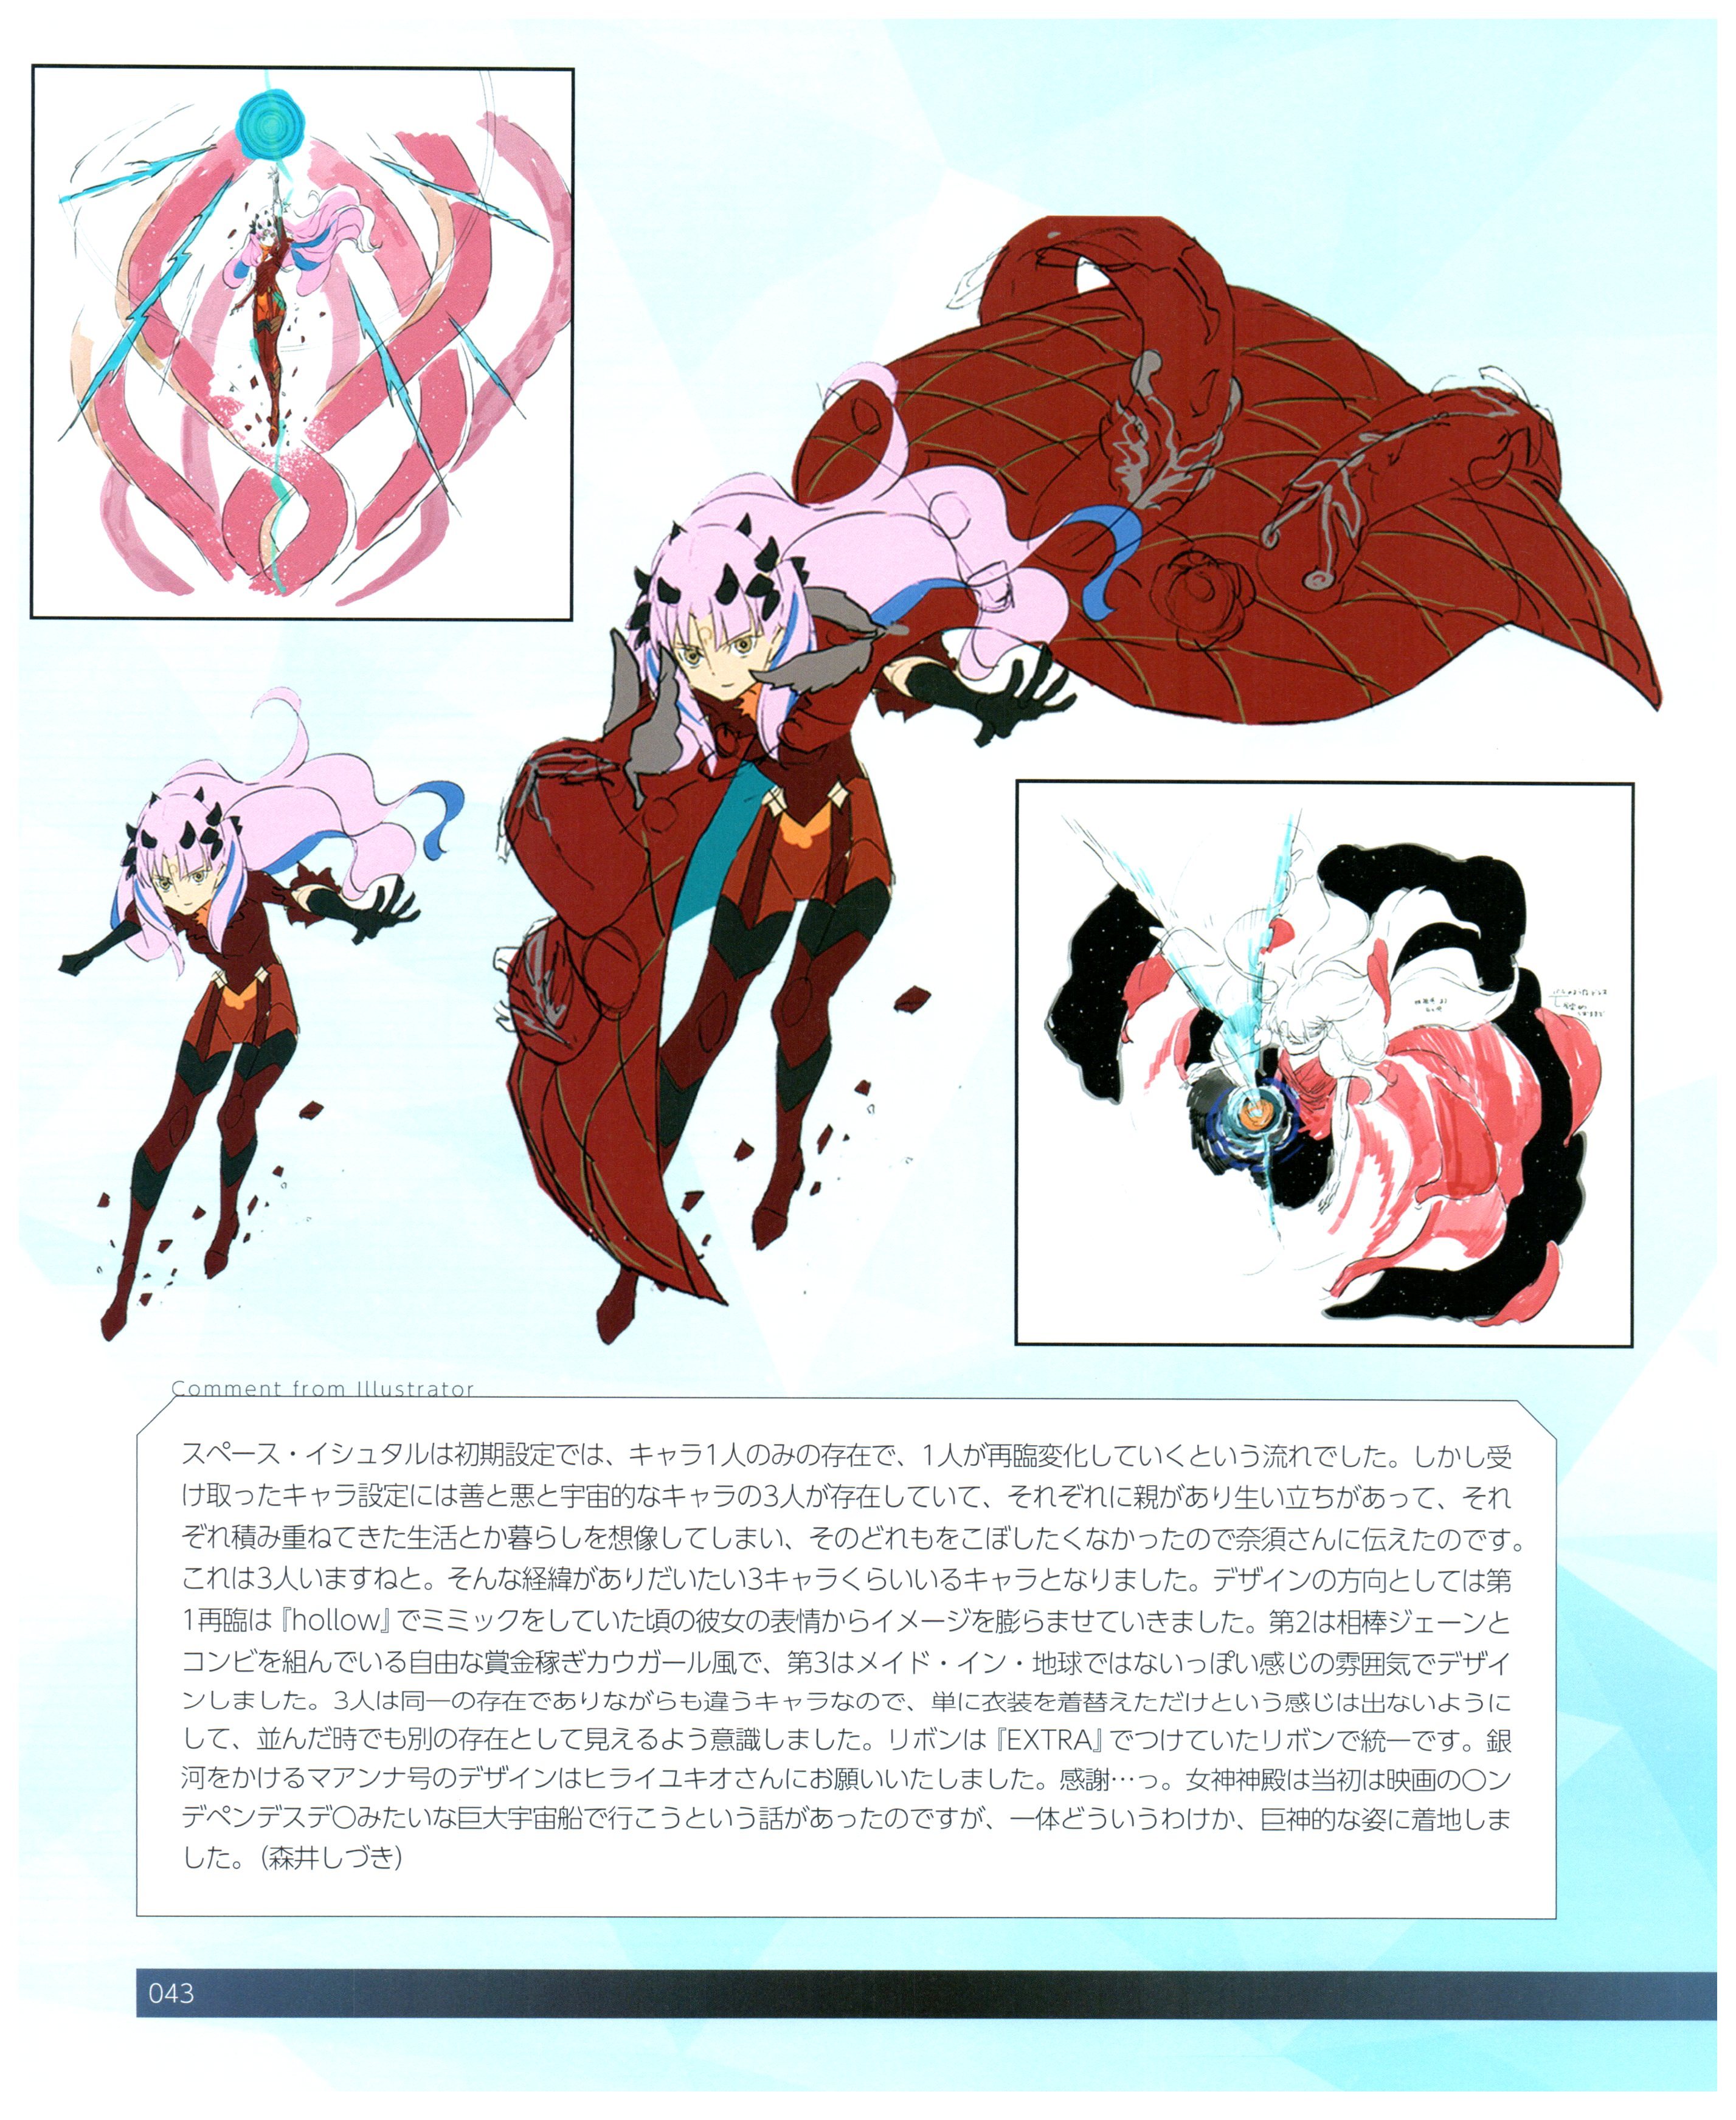 Comment from Illustrator
スペース・イシュタルは初期設定では、キャラ1人のみの存在で、1人が再臨変化していくという流れでした。しかし受
け取ったキャラ設定には善と悪と宇宙的なキャラの3人が存在していて、それぞれに親があり生い立ちがあって、それ
ぞれ積み重ねてきた生活とか暮らしを想像してしまい、そのどれもをこぼしたくなかったので奈須さんに伝えたのです。
これは3人いますねと。そんな経緯がありだいたい3キャラくらいいるキャラとなりました。デザインの方向としては第
1再臨は『hollow』でミミックをしていた頃の彼女の表情からイメージを膨らませていきました。第2は相棒ジェーンと
コンビを組んでいる自由な賞金稼ぎカウガール風で、第3はメイド・イン・地球ではないっぽい感じの雰囲気でデザイ
ンしました。3人は同一の存在でありながらも違うキャラなので、単に衣装を着替えただけという感じは出ないように
して、並んだ時でも別の存在として見えるよう意識しました。リボンは『EXTRA』でつけていたリボンで統一です。銀
河をかけるマアンナ号のデザインはヒライユキオさんにお願いいたしました。感謝…っ。女神神殿は当初は映画の〇ン
デペンデスデ〇みたいな巨大宇宙船で行こうという話があったのですが、一体どういうわけか、巨神的な姿に着地しま
した。（森井しづき）
043